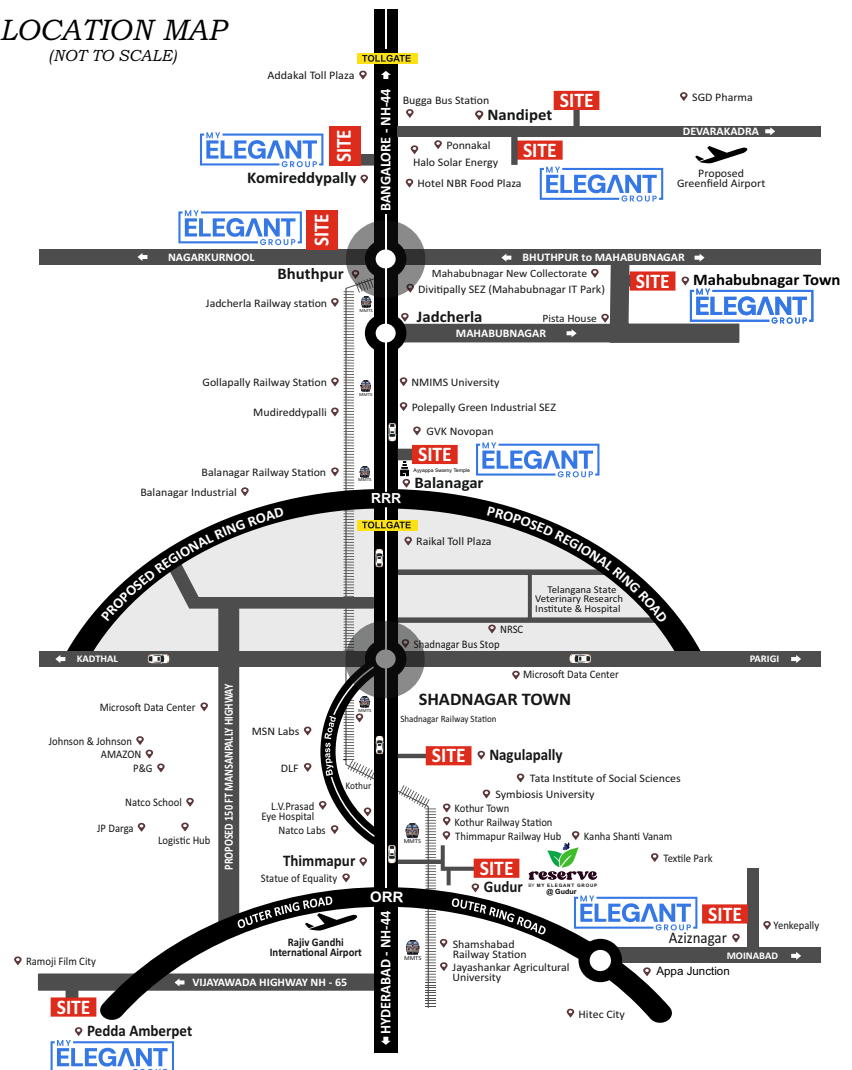 LOCATION MAP
(NOT TO SCALE)
TOLLGATE
Addakal Toll Plaza
BANGALORE - NH-44
Bugga Bus Station
Nandipet
SITE
SGD Pharma
DEVARAKADRA
MY
ELEGANT
GROUP
SITE
Komireddypally
Ponnakal
Halo Solar Energy
SITE
Hotel NBR Food Plaza
MY
ELEGANT
GROUP
Proposed
Greenfield Airport
MY
ELEGANT
GROUP
SITE
NAGARKURNOOL
BHUTHPUR to MAHABUBNAGAR
Bhuthpur
Mahabubnagar New Collectorate
Divitipally SEZ (Mahabubnagar IT Park)
SITE
Mahabubnagar Town
MY
ELEGANT
GROUP
Jadcherla Railway station
MMTS
Jadcherla
Pista House
MAHABUBNAGAR
Gollapally Railway Station
MMTS
NMIMS University
Mudireddypalli
Polepally Green Industrial SEZ
GVK Novopan
SITE
MY
ELEGANT
GROUP
Ayyappa Swamy Temple
Balanagar Railway Station
MMTS
Balanagar
Balanagar Industrial
RRR
PROPOSED REGIONAL RING ROAD
PROPOSED REGIONAL RING ROAD
TOLLGATE
Raikal Toll Plaza
Telangana State
Veterinary Research
Institute & Hospital
NRSC
Shadnagar Bus Stop
KADTHAL
PARIGI
Microsoft Data Center
SHADNAGAR TOWN
Microsoft Data Center
MMTS
Shadnagar Railway Station
PROPOSED 150 FT MANSANPALLY HIGHWAY
Bypass Road
MSN Labs
Johnson & Johnson
AMAZON
P&G
DLF
SITE
Nagulapally
Kothur
Tata Institute of Social Sciences
Symbiosis University
Natco School
L.V.Prasad
Eye Hospital
Kothur Town
Kothur Railway Station
JP Darga
Logistic Hub
Natco Labs
MMTS
Thimmapur Railway Hub
Kanha Shanti Vanam
Thimmapur
Statue of Equality
SITE
Gudur
reserve
BY MY ELEGANT GROUP
@ Gudur
Textile Park
ORR
OUTER RING ROAD
OUTER RING ROAD
MY
ELEGANT
GROUP
SITE
Aziznagar
Yenkepally
MOINABAD
Rajiv Gandhi
International Airport
HYDERABAD - NH-44
MMTS
Shamshabad
Railway Station
Jayashankar Agricultural
University
Appa Junction
Ramoji Film City
VIJAYAWADA HIGHWAY NH - 65
SITE
Hitec City
Pedda Amberpet
MY
ELEGANT
GROUP